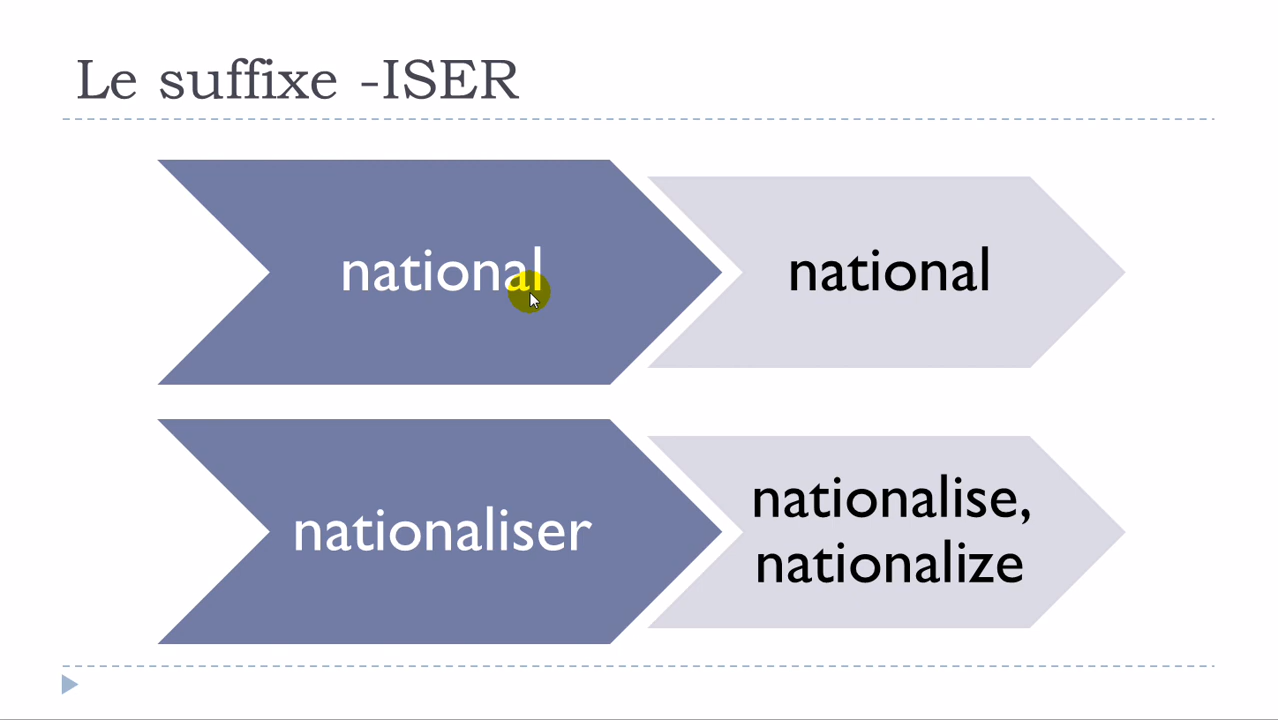 Le suffixe -ISER
national
national
nationaliser
nationalise,
nationalize